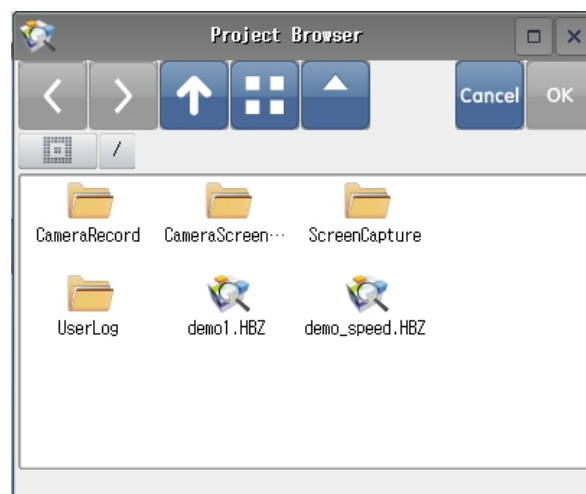 Project Browser
Cancel OK
/
CameraRecord CameraScreen··· ScreenCapture
UserLog demo1.HBZ demo_speed.HBZ